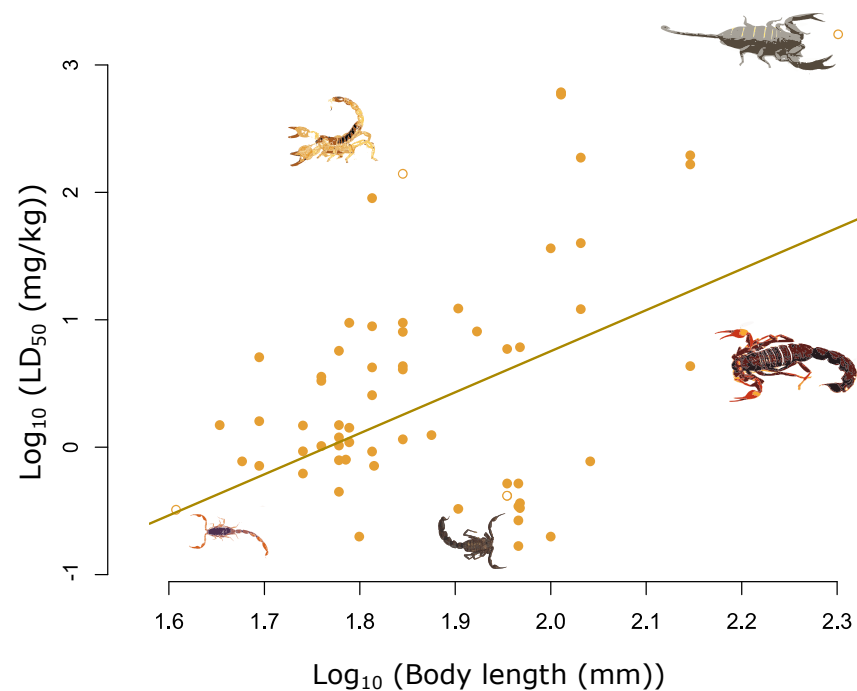 3
2
1
0
-1
Log₁₀ (LD₅₀ (mg/kg))
1.6 1.7 1.8 1.9 2.0 2.1 2.2 2.3
Log₁₀ (Body length (mm))